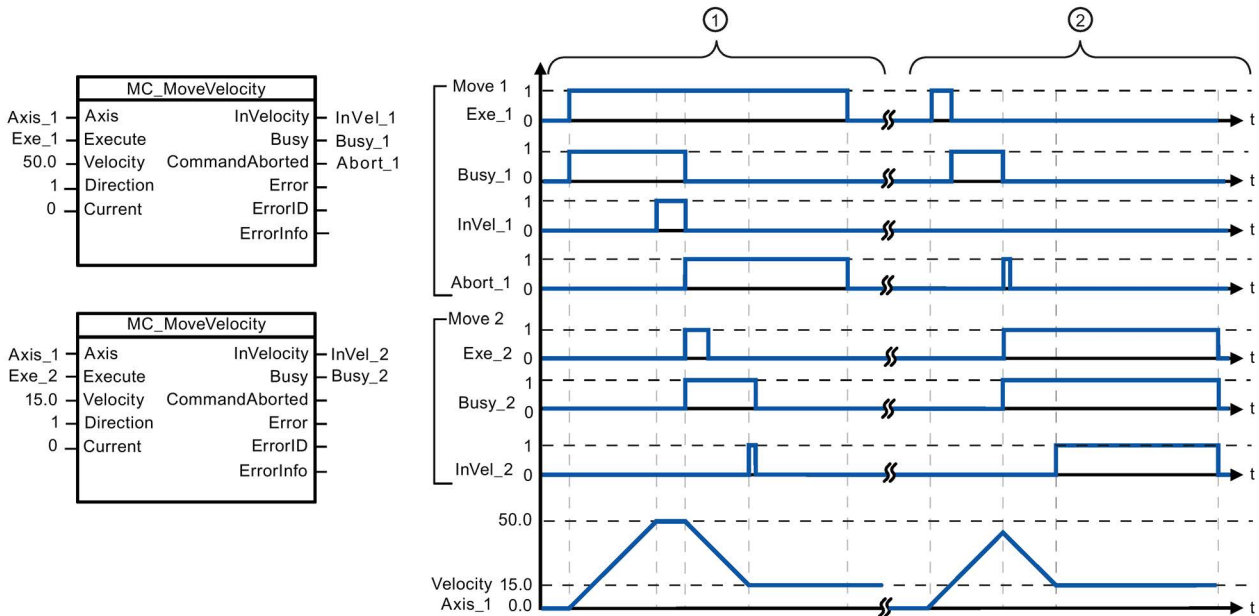 MC_MoveVelocity
Axis_1 Axis InVelocity InVel_1
Exe_1 Execute Busy Busy_1
50.0 Velocity CommandAborted Abort_1
1 Direction Error
0 Current ErrorID
ErrorInfo
MC_MoveVelocity
Axis_1 Axis InVelocity InVel_2
Exe_2 Execute Busy Busy_2
15.0 Velocity CommandAborted
1 Direction Error
0 Current ErrorID
ErrorInfo
1 2
Move 1
1
Exe_1 0 t
1
Busy_1 0 t
1
InVel_1 0 t
1
Abort_1 0 t
Move 2
1
Exe_2 0 t
1
Busy_2 0 t
1
InVel_2 0 t
50.0
Velocity 15.0
Axis_1 0.0 t